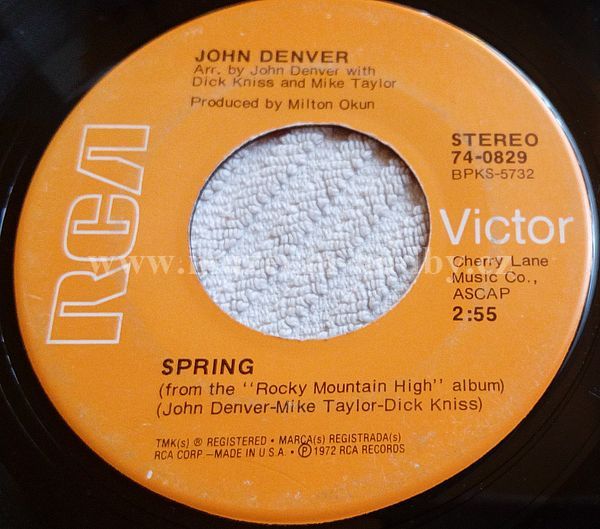 JOHN DENVER
Arr. by John Denver with
Dick Kniss and Mike Taylor
Produced by Milton Okun
RCA
STEREO
74-0829
BPKS-5732
Victor
Cherry Lane
Music Co.,
ASCAP
2:55
SPRING
(from the "Rocky Mountain High" album)
(John Denver-Mike Taylor-Dick Kniss)
TMK(s) ® REGISTERED • MARCA(s) REGISTRADA(s)
RCA CORP.—MADE IN U.S.A. • Ⓟ 1972 RCA RECORDS